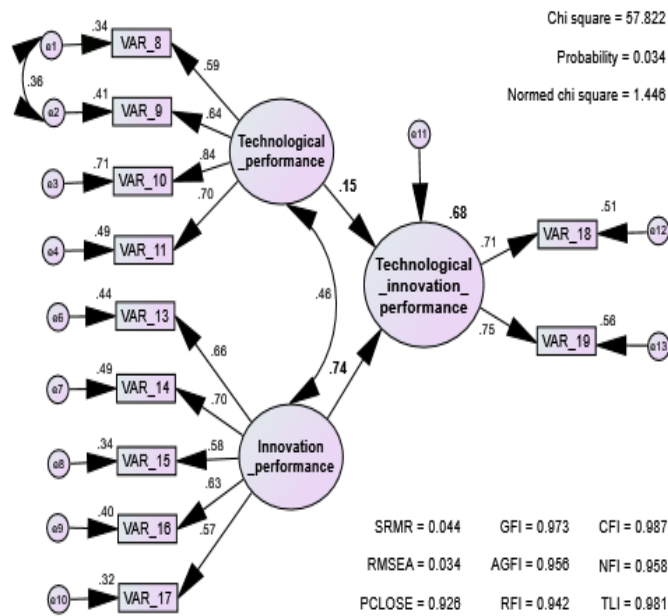 Chi square = 57.822
Probability = 0.034
Normed chi square = 1.446
e1
.34
VAR_8
.59
.36
e2
.41
VAR_9
.64
e3
.71
VAR_10
.84
e4
.49
VAR_11
.70
Technological
_performance
.15
.46
e11
.68
Technological
_innovation_
performance
.71
.51
VAR_18
e12
.75
.56
VAR_19
e13
.74
e6
.44
VAR_13
.66
e7
.49
VAR_14
.70
e8
.34
VAR_15
.58
e9
.40
VAR_16
.63
e10
.32
VAR_17
.57
Innovation
_performance
SRMR = 0.044 GFI = 0.973 CFI = 0.987
RMSEA = 0.034 AGFI = 0.956 NFI = 0.958
PCLOSE = 0.926 RFI = 0.942 TLI = 0.981